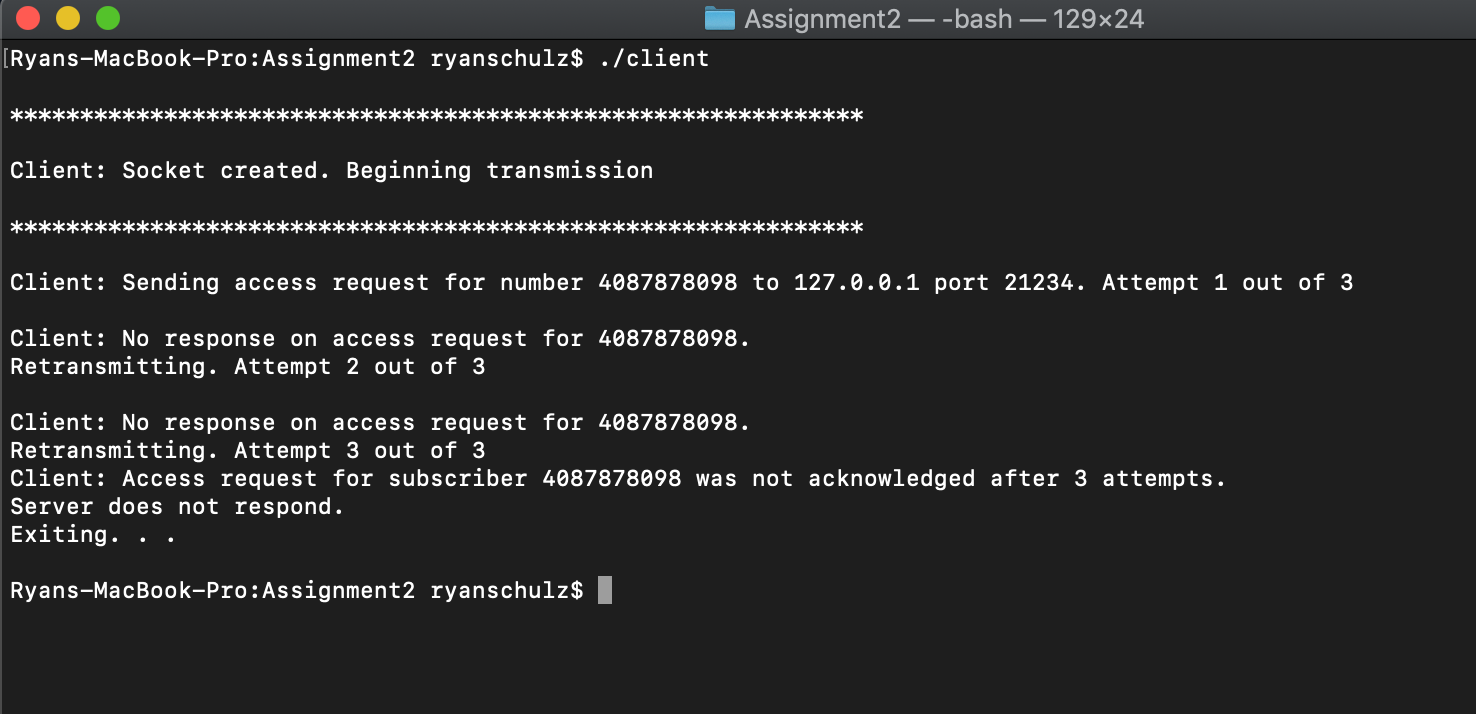 Assignment2 — -bash — 129×24
[Ryans-MacBook-Pro:Assignment2 ryanschulz$ ./client
*************************************************************
Client: Socket created. Beginning transmission
*************************************************************
Client: Sending access request for number 4087878098 to 127.0.0.1 port 21234. Attempt 1 out of 3
Client: No response on access request for 4087878098.
Retransmitting. Attempt 2 out of 3
Client: No response on access request for 4087878098.
Retransmitting. Attempt 3 out of 3
Client: Access request for subscriber 4087878098 was not acknowledged after 3 attempts.
Server does not respond.
Exiting. . .
Ryans-MacBook-Pro:Assignment2 ryanschulz$